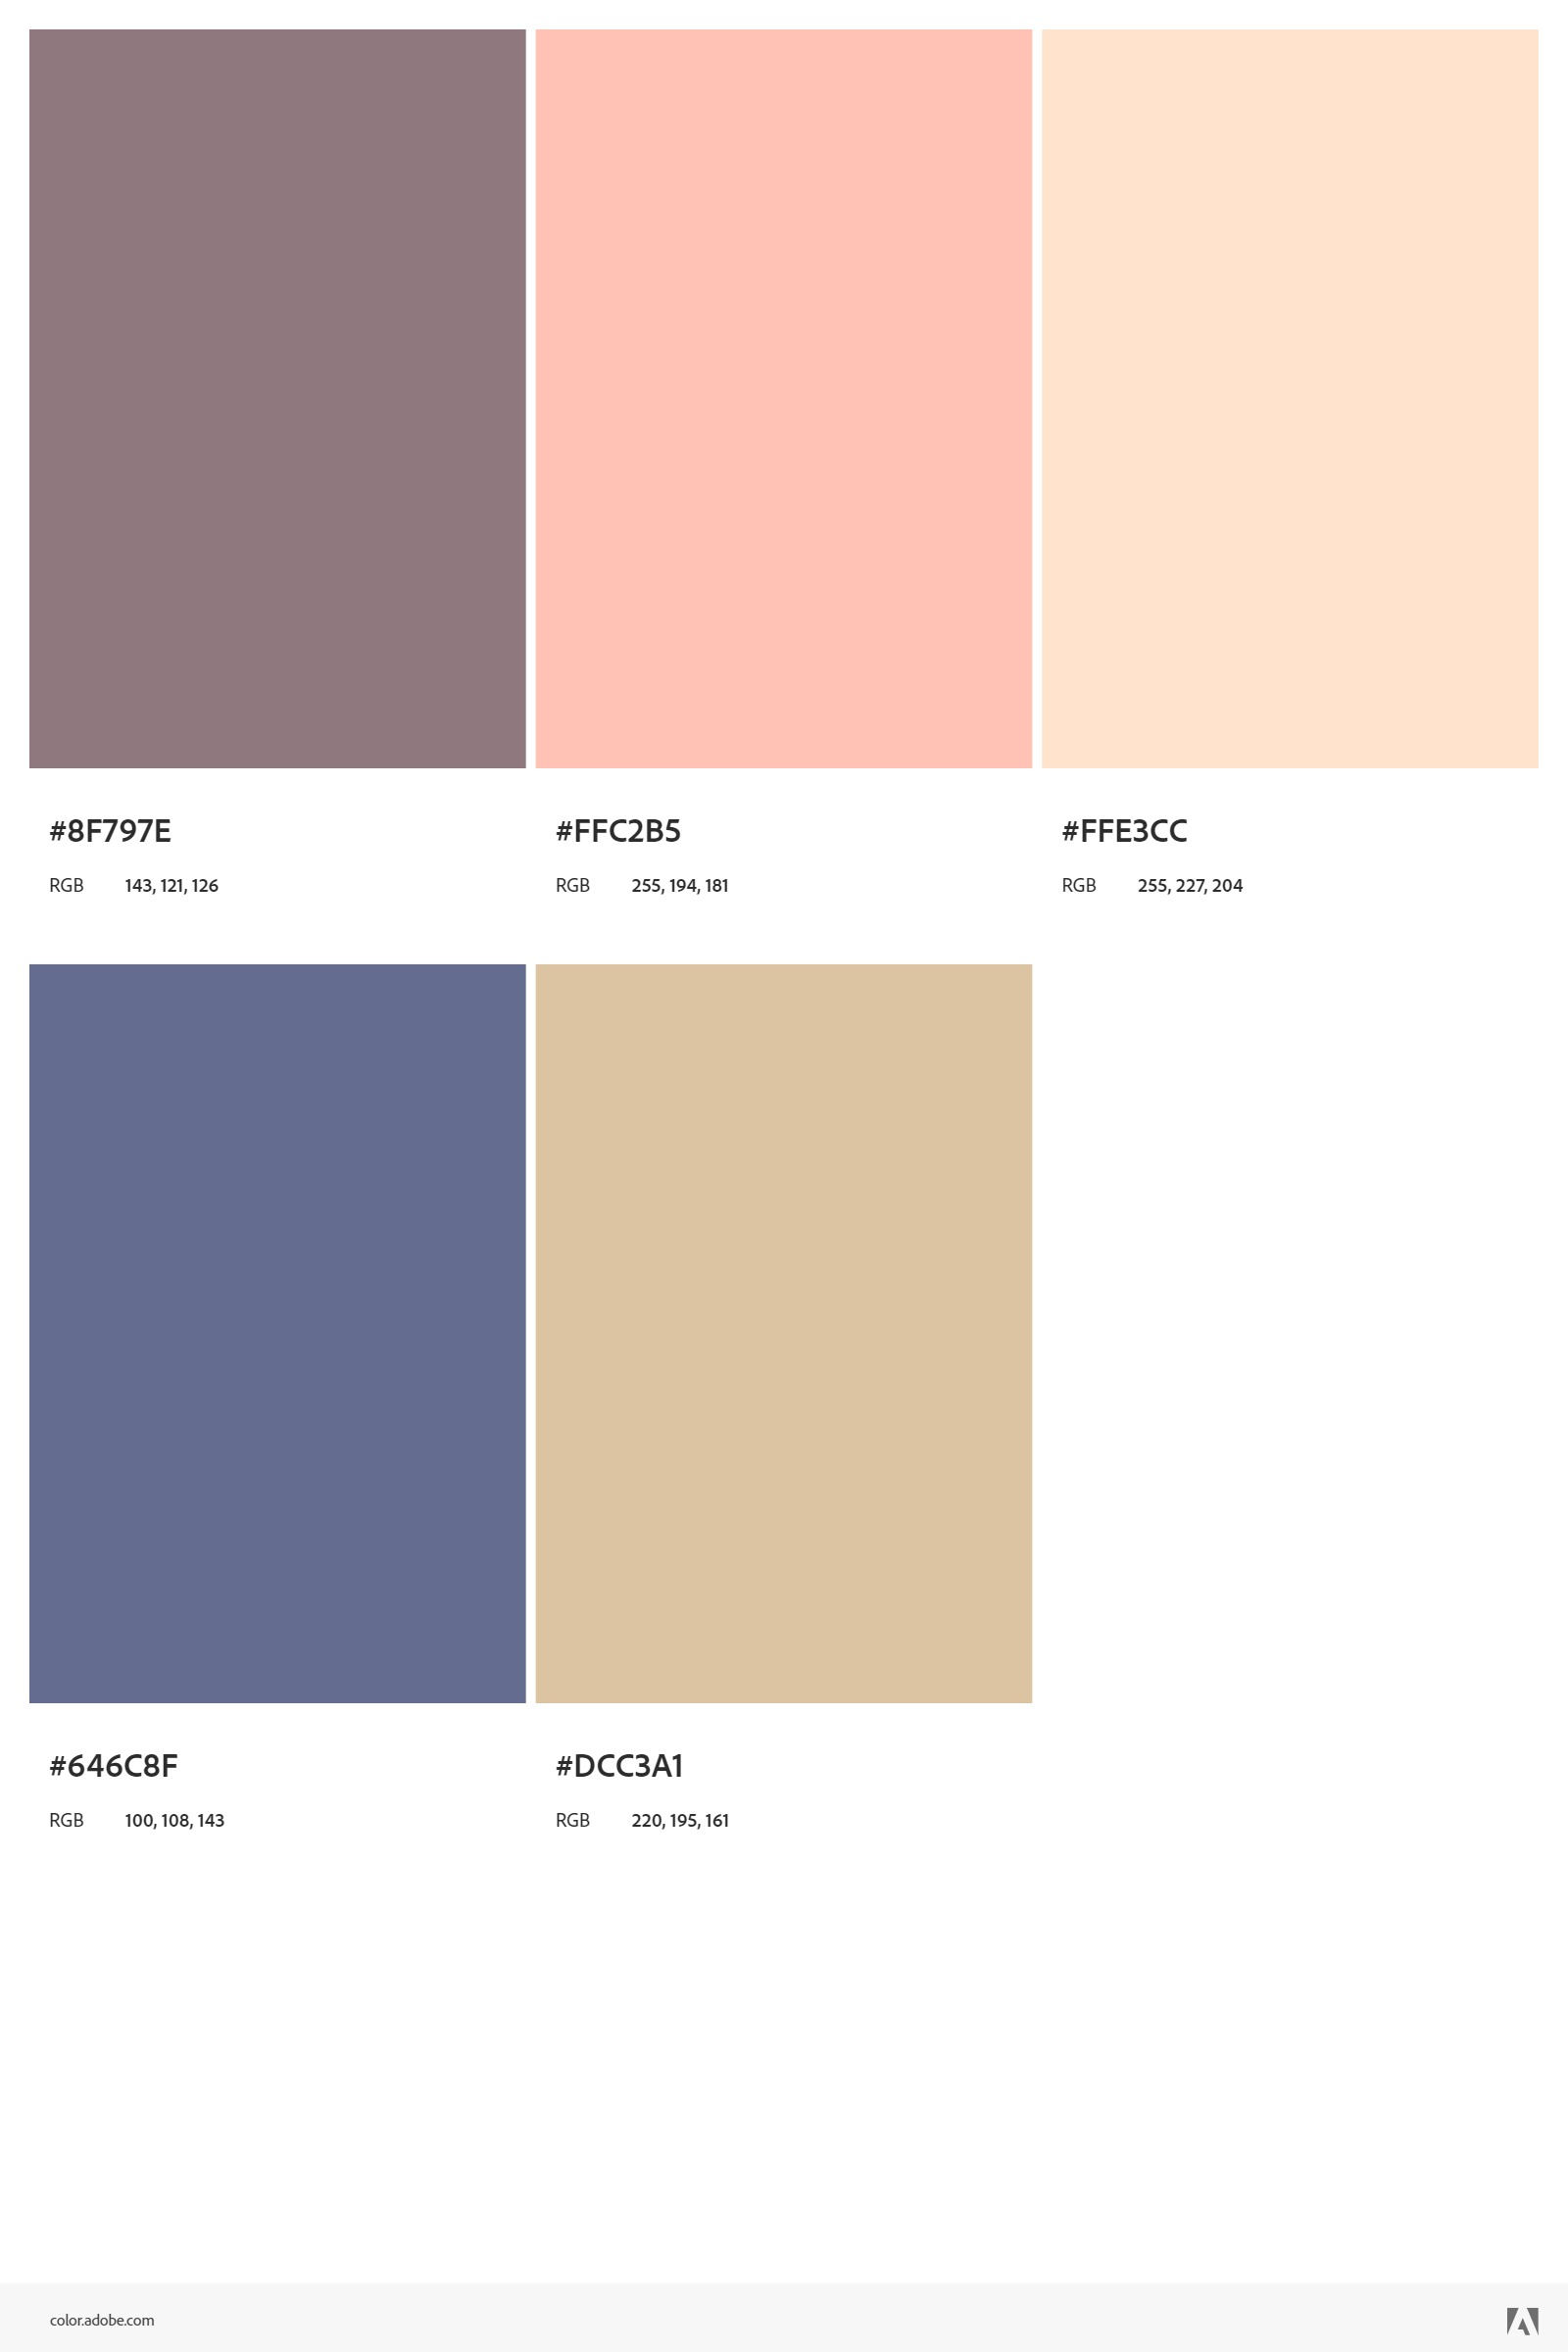 #8F797E
RGB 143, 121, 126
#FFC2B5
RGB 255, 194, 181
#FFE3CC
RGB 255, 227, 204
#646C8F
RGB 100, 108, 143
#DCC3A1
RGB 220, 195, 161
color.adobe.com